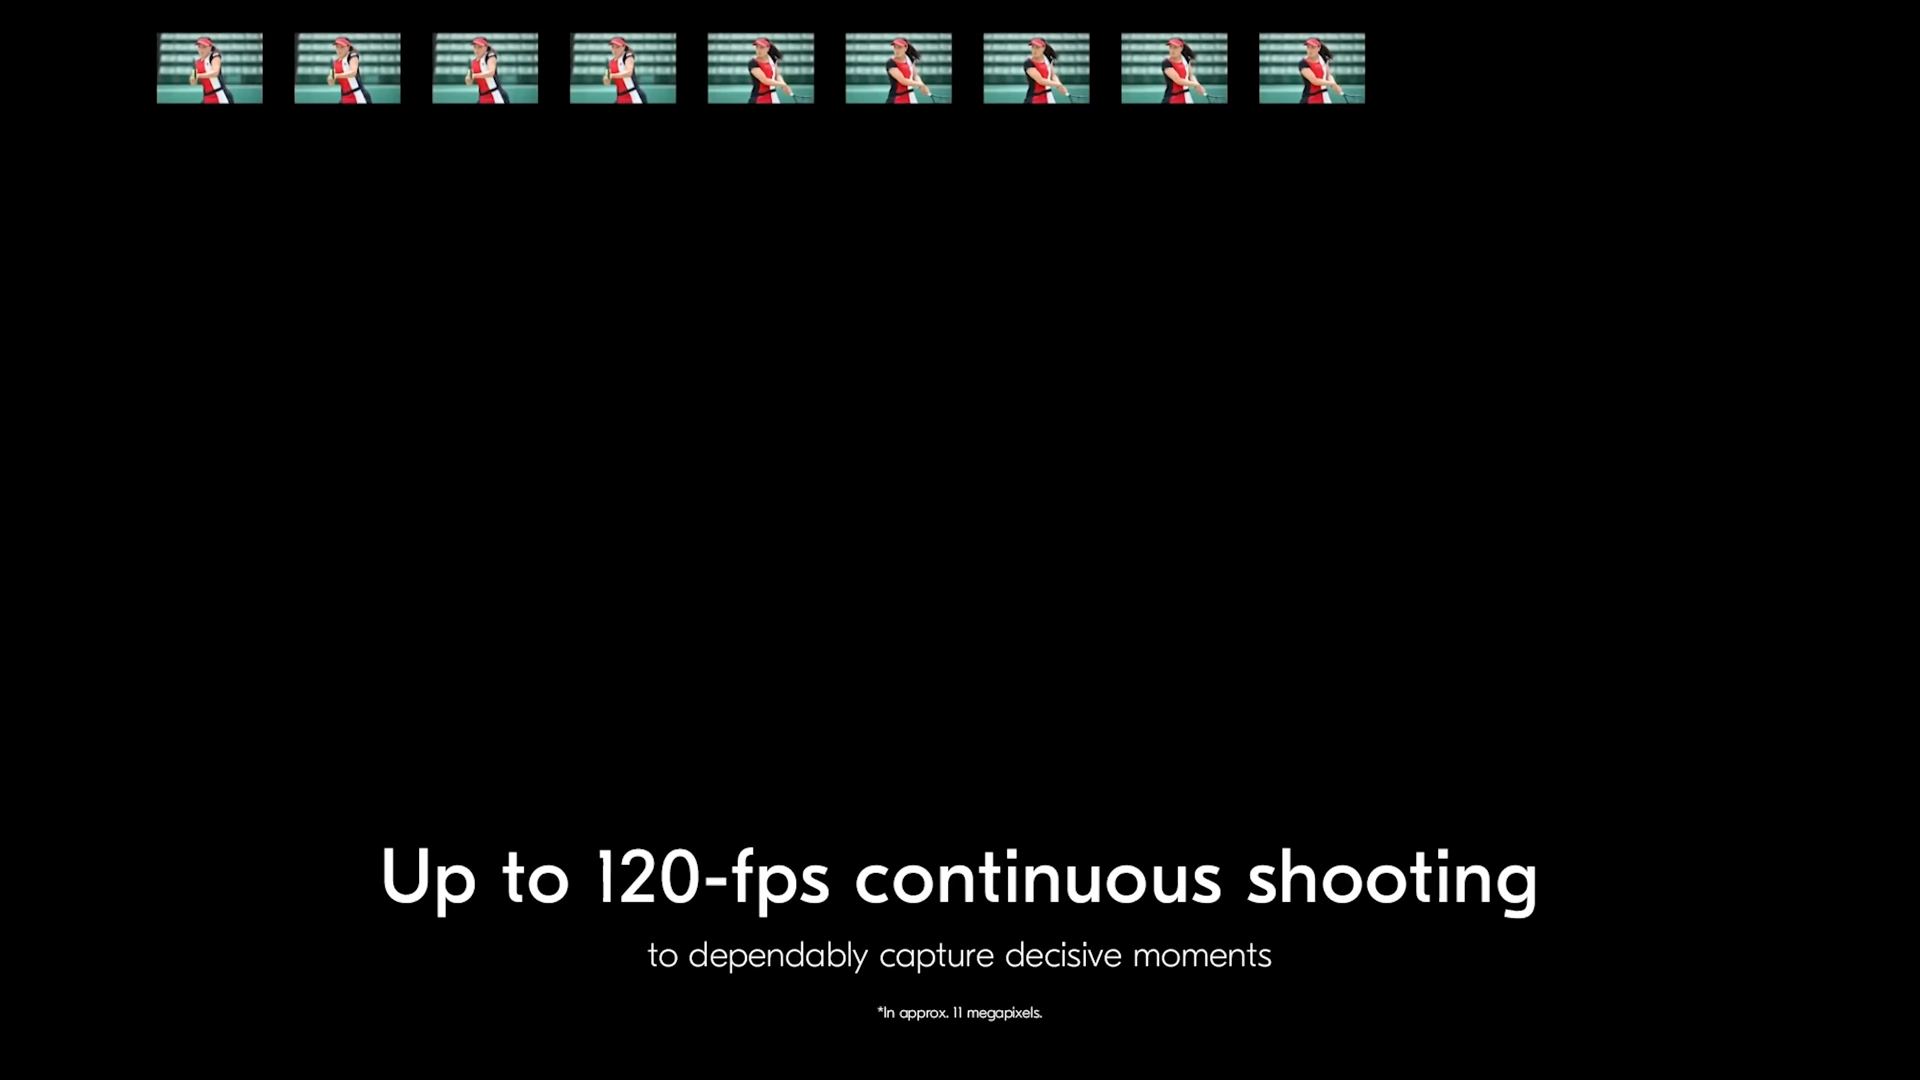 Up to 120-fps continuous shooting
to dependably capture decisive moments
*In approx. 11 megapixels.